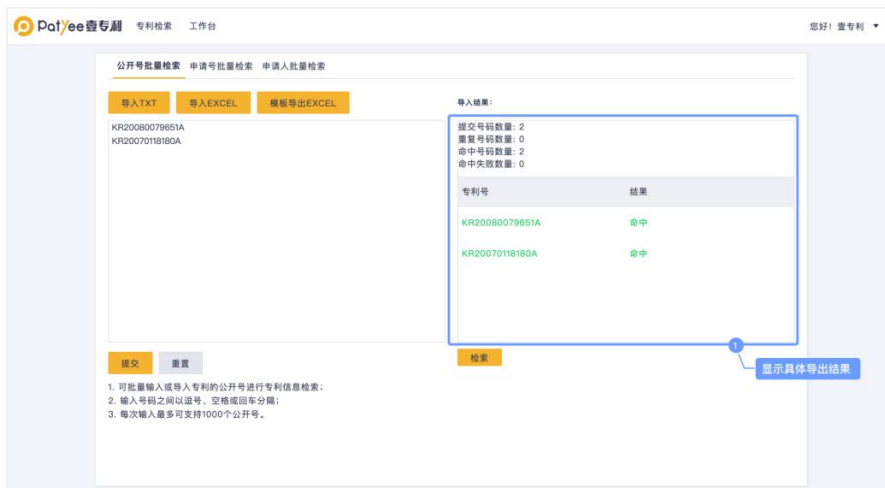 Patyee壹专利 专利检索 工作台 您好！壹专利
公开号批量检索 申请号批量检索 申请人批量检索
导入TXT 导入EXCEL 模板导出EXCEL
导入结果：
KR20080079651A
KR20070118180A
提交号码数量: 2
重复号码数量: 0
命中号码数量: 2
命中失败数量: 0
专利号 结果
KR20080079651A 命中
KR20070118180A 命中
提交 重置
检索
1
显示具体导出结果
1. 可批量输入或导入专利的公开号进行专利信息检索；
2. 输入号码之间以逗号、空格或回车分隔；
3. 每次输入最多可支持1000个公开号。